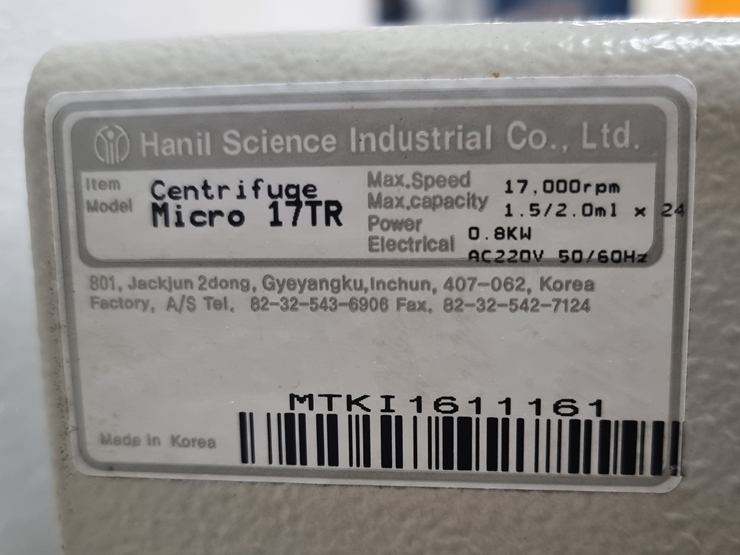 Hanil Science Industrial Co., Ltd.
Item Centrifuge
Model Micro 17TR
Max.Speed 17,000rpm
Max.capacity 1.5/2.0ml x 24
Power 0.8KW
Electrical AC220V 50/60Hz
801, Jackjun 2dong, Gyeyangku,Inchun, 407-062, Korea
Factory, A/S Tel. 82-32-543-6906 Fax. 82-32-542-7124
MTKI1611161
Made in Korea